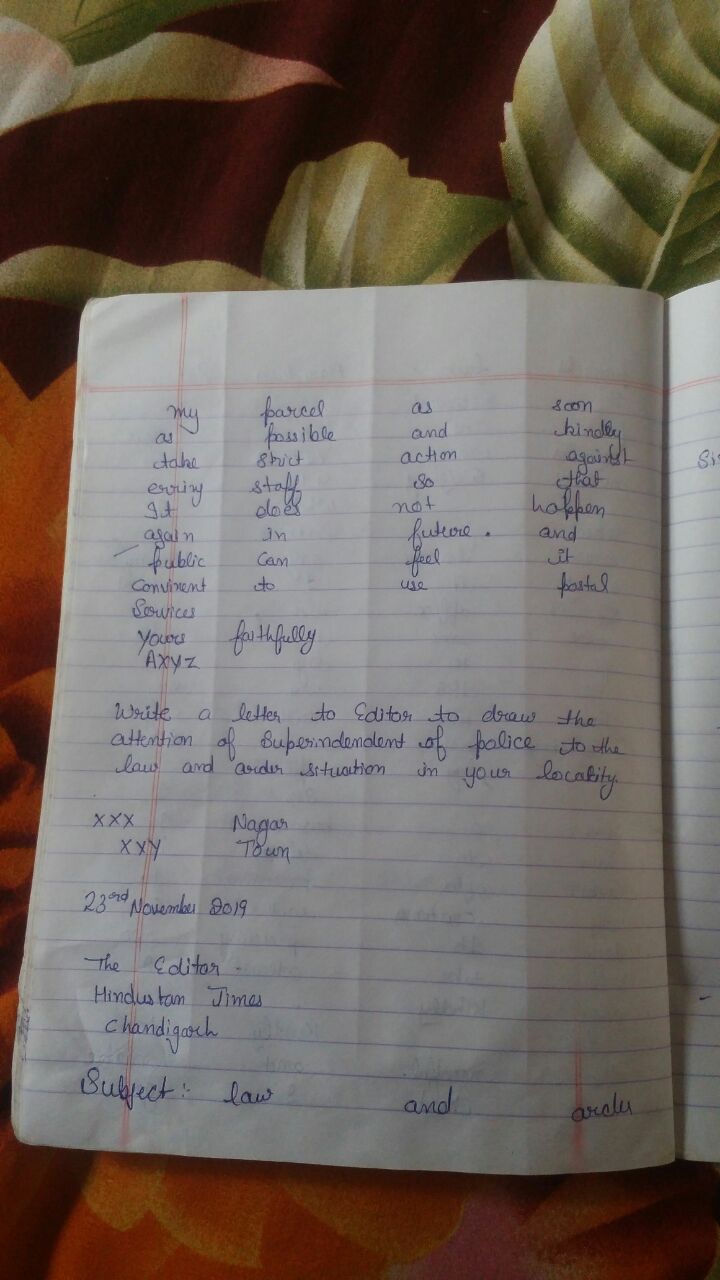 my parcel as soon
as possible and kindly
take strict action against
erring staff so that
It does not happen
again in future. and
public can feel it
convinent to use postal
Services
yours faithfully
AXYZ
Write a letter to Editor to draw the
attention of Superindendent of police to the
law and order situation in your locality.
XXX Nagar
XXY Town
23rd November 2019
The Editor
Hindustan Times
Chandigarh
Subject:- law and order